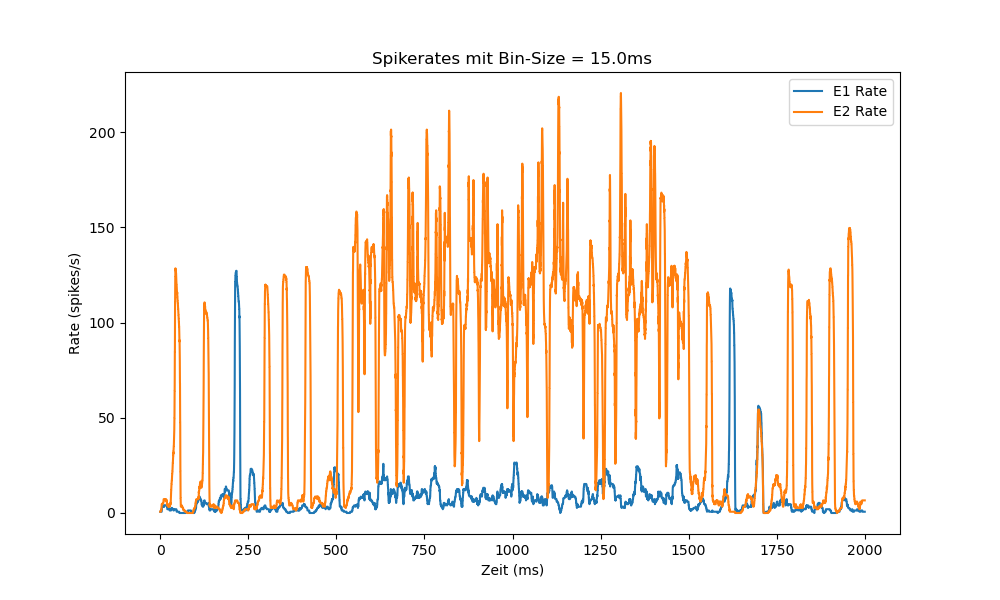 Spikerates mit Bin-Size = 15.0ms
E1 Rate
E2 Rate
Rate (spikes/s)
200
150
100
50
0
0 250 500 750 1000 1250 1500 1750 2000
Zeit (ms)